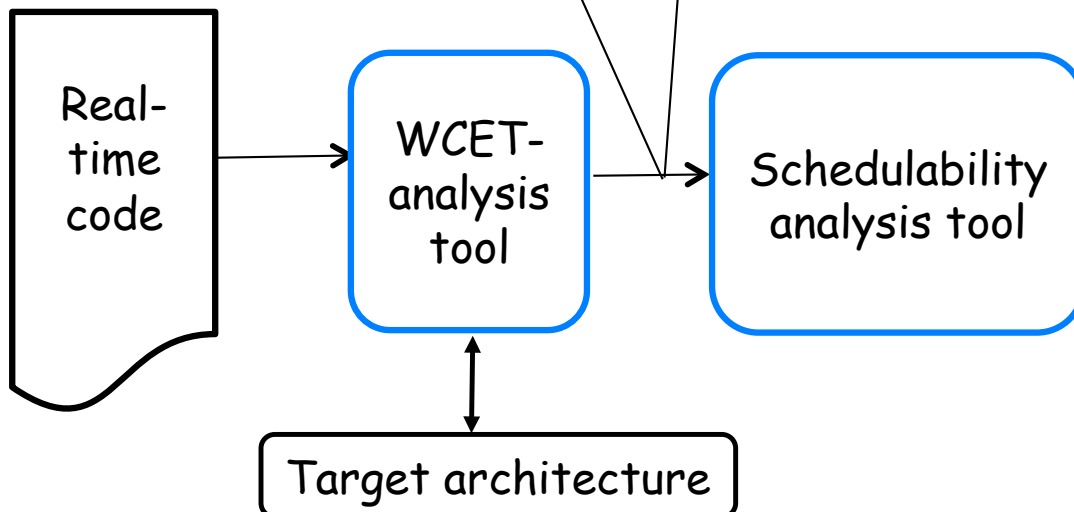 Real-
time
code
WCET-
analysis
tool
Schedulability
analysis tool
Target architecture